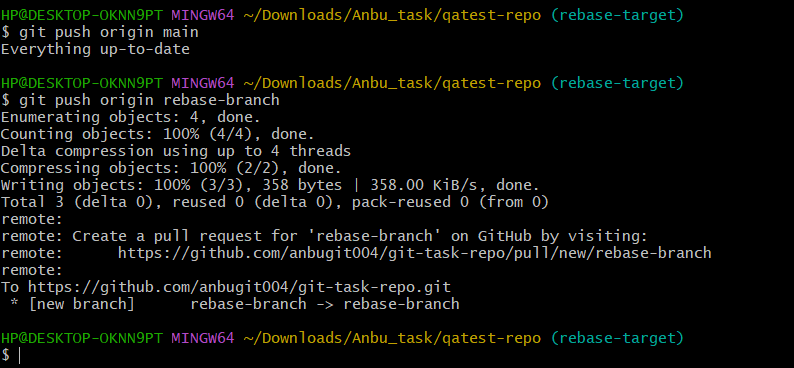 HP@DESKTOP-OKNN9PT MINGW64 ~/Downloads/Anbu_task/qatest-repo (rebase-target)
$ git push origin main
Everything up-to-date
HP@DESKTOP-OKNN9PT MINGW64 ~/Downloads/Anbu_task/qatest-repo (rebase-target)
$ git push origin rebase-branch
Enumerating objects: 4, done.
Counting objects: 100% (4/4), done.
Delta compression using up to 4 threads
Compressing objects: 100% (2/2), done.
Writing objects: 100% (3/3), 358 bytes | 358.00 KiB/s, done.
Total 3 (delta 0), reused 0 (delta 0), pack-reused 0 (from 0)
remote:
remote: Create a pull request for 'rebase-branch' on GitHub by visiting:
remote:      https://github.com/anbugit004/git-task-repo/pull/new/rebase-branch
remote:
To https://github.com/anbugit004/git-task-repo.git
 * [new branch]      rebase-branch -> rebase-branch
HP@DESKTOP-OKNN9PT MINGW64 ~/Downloads/Anbu_task/qatest-repo (rebase-target)
$